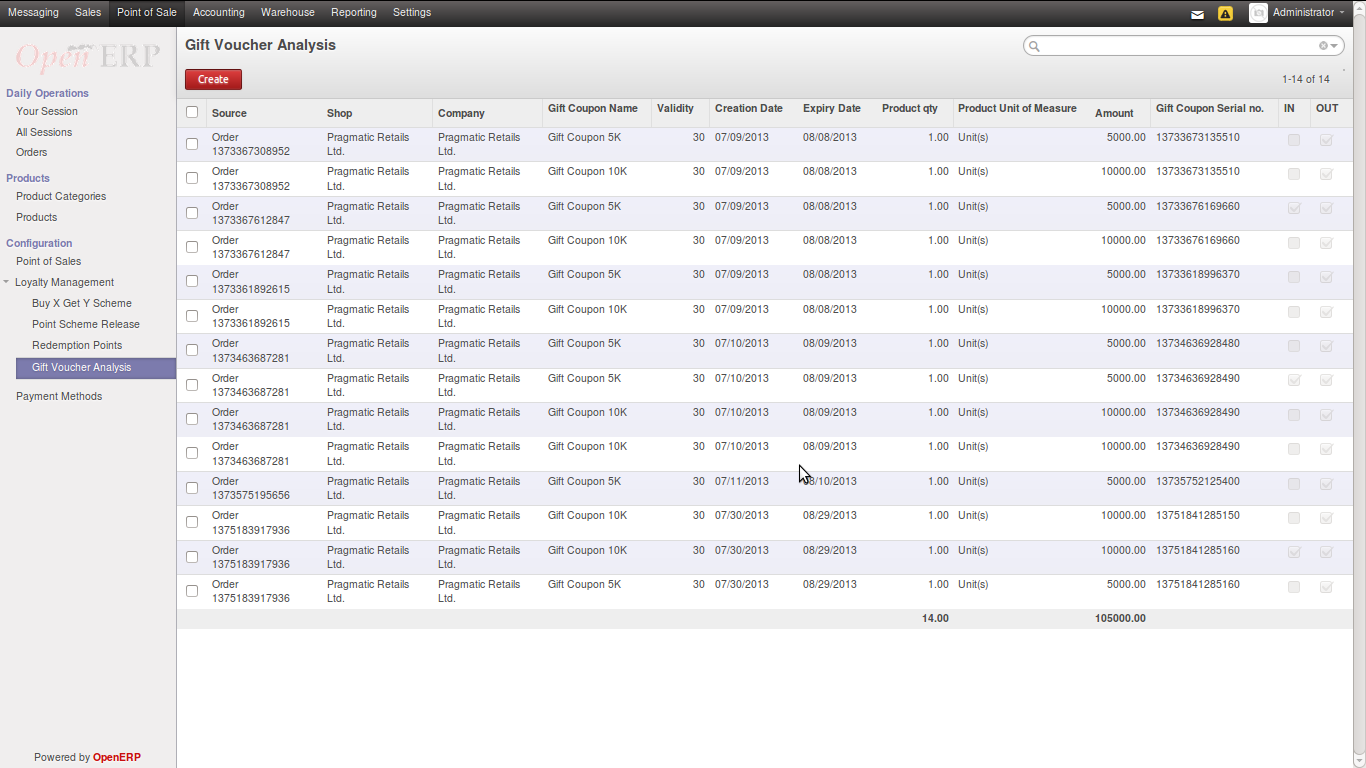 Messaging Sales Point of Sale Accounting Warehouse Reporting Settings Administrator
Open ERP
Daily Operations
Your Session
All Sessions
Orders
Products
Product Categories
Products
Configuration
Point of Sales
Loyalty Management
Buy X Get Y Scheme
Point Scheme Release
Redemption Points
Gift Voucher Analysis
Payment Methods
Powered by OpenERP
Gift Voucher Analysis
Create
1-14 of 14
Source Shop Company Gift Coupon Name Validity Creation Date Expiry Date Product qty Product Unit of Measure Amount Gift Coupon Serial no. IN OUT
Order Pragmatic Retails Pragmatic Retails Gift Coupon 5K 30 07/09/2013 08/08/2013 1.00 Unit(s) 5000.00 13733673135510
1373367308952 Ltd. Ltd.
Order Pragmatic Retails Pragmatic Retails Gift Coupon 10K 30 07/09/2013 08/08/2013 1.00 Unit(s) 10000.00 13733673135510
1373367308952 Ltd. Ltd.
Order Pragmatic Retails Pragmatic Retails Gift Coupon 5K 30 07/09/2013 08/08/2013 1.00 Unit(s) 5000.00 13733676169660
1373367612847 Ltd. Ltd.
Order Pragmatic Retails Pragmatic Retails Gift Coupon 10K 30 07/09/2013 08/08/2013 1.00 Unit(s) 10000.00 13733676169660
1373367612847 Ltd. Ltd.
Order Pragmatic Retails Pragmatic Retails Gift Coupon 5K 30 07/09/2013 08/08/2013 1.00 Unit(s) 5000.00 13733618996370
1373361892615 Ltd. Ltd.
Order Pragmatic Retails Pragmatic Retails Gift Coupon 10K 30 07/09/2013 08/08/2013 1.00 Unit(s) 10000.00 13733618996370
1373361892615 Ltd. Ltd.
Order Pragmatic Retails Pragmatic Retails Gift Coupon 5K 30 07/10/2013 08/09/2013 1.00 Unit(s) 5000.00 13734636928480
1373463687281 Ltd. Ltd.
Order Pragmatic Retails Pragmatic Retails Gift Coupon 5K 30 07/10/2013 08/09/2013 1.00 Unit(s) 5000.00 13734636928490
1373463687281 Ltd. Ltd.
Order Pragmatic Retails Pragmatic Retails Gift Coupon 10K 30 07/10/2013 08/09/2013 1.00 Unit(s) 10000.00 13734636928490
1373463687281 Ltd. Ltd.
Order Pragmatic Retails Pragmatic Retails Gift Coupon 10K 30 07/10/2013 08/09/2013 1.00 Unit(s) 10000.00 13734636928490
1373463687281 Ltd. Ltd.
Order Pragmatic Retails Pragmatic Retails Gift Coupon 5K 30 07/11/2013 08/10/2013 1.00 Unit(s) 5000.00 13735752125400
1373575195656 Ltd. Ltd.
Order Pragmatic Retails Pragmatic Retails Gift Coupon 10K 30 07/30/2013 08/29/2013 1.00 Unit(s) 10000.00 13751841285150
1375183917936 Ltd. Ltd.
Order Pragmatic Retails Pragmatic Retails Gift Coupon 10K 30 07/30/2013 08/29/2013 1.00 Unit(s) 10000.00 13751841285160
1375183917936 Ltd. Ltd.
Order Pragmatic Retails Pragmatic Retails Gift Coupon 5K 30 07/30/2013 08/29/2013 1.00 Unit(s) 5000.00 13751841285160
1375183917936 Ltd. Ltd.
14.00 105000.00